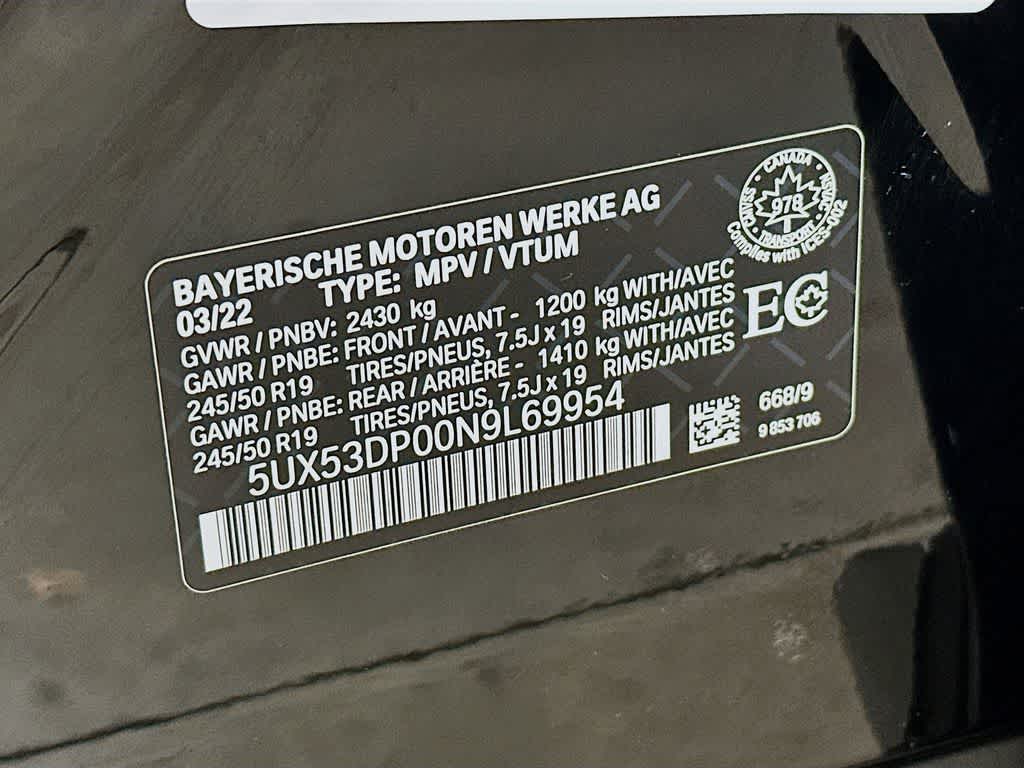 BAYERISCHE MOTOREN WERKE AG
03/22 TYPE: MPV / VTUM
GVWR / PNBV: 2430 kg
GAWR / PNBE: FRONT / AVANT - 1200 kg WITH/AVEC
245/50 R19 TIRES/PNEUS, 7.5J x 19 RIMS/JANTES
GAWR / PNBE: REAR / ARRIÈRE - 1410 kg WITH/AVEC
245/50 R19 TIRES/PNEUS, 7.5J x 19 RIMS/JANTES
5UX53DP00N9L69954
CANADA
978
TRANSPORT
NSVAC
CMVSS
Complies with ICES-002
EC
668/9
9 853 706